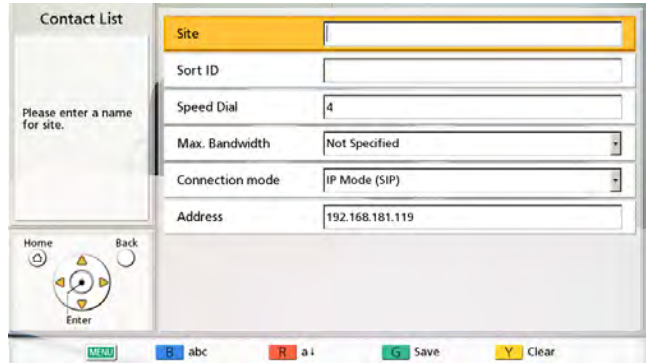 Contact List
Please enter a name
for site.
Home
Back
Enter
Site
Sort ID
Speed Dial 4
Max. Bandwidth Not Specified
Connection mode IP Mode (SIP)
Address 192.168.181.119
MENU B abc R a↓ G Save Y Clear